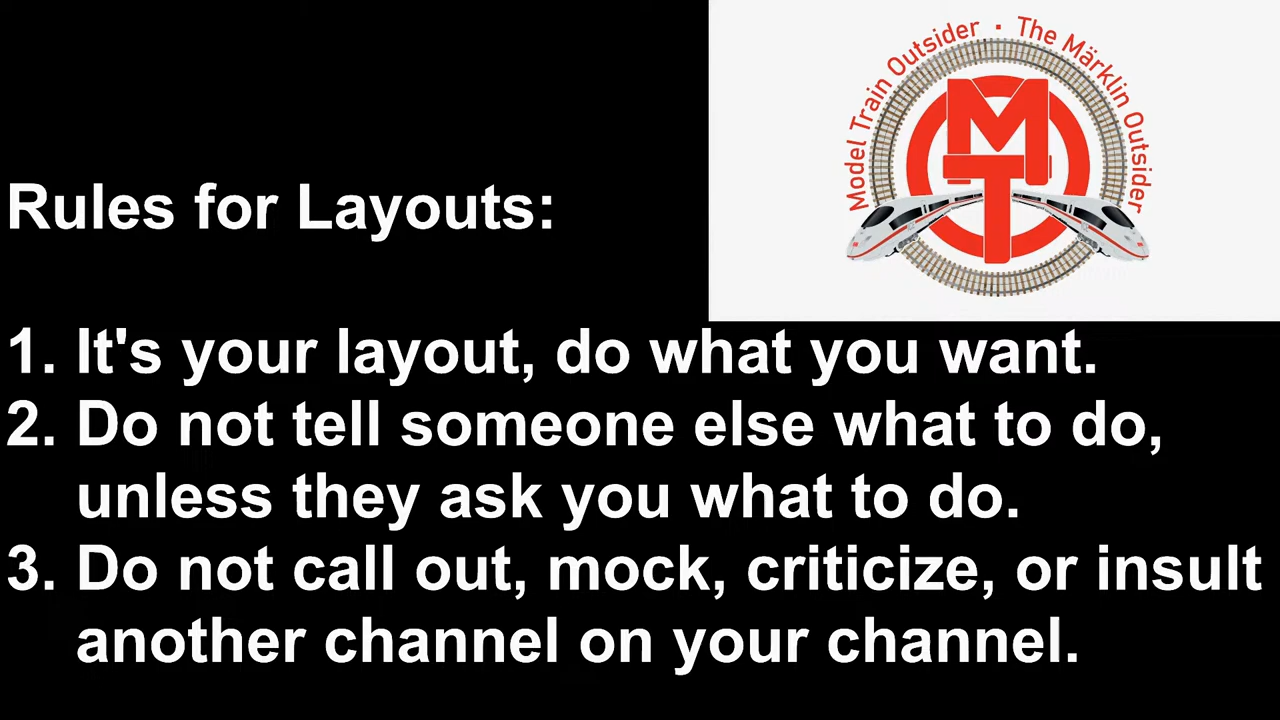 Model Train Outsider · The Märklin Outsider
MT
Rules for Layouts:
1. It's your layout, do what you want.
2. Do not tell someone else what to do,
unless they ask you what to do.
3. Do not call out, mock, criticize, or insult
another channel on your channel.